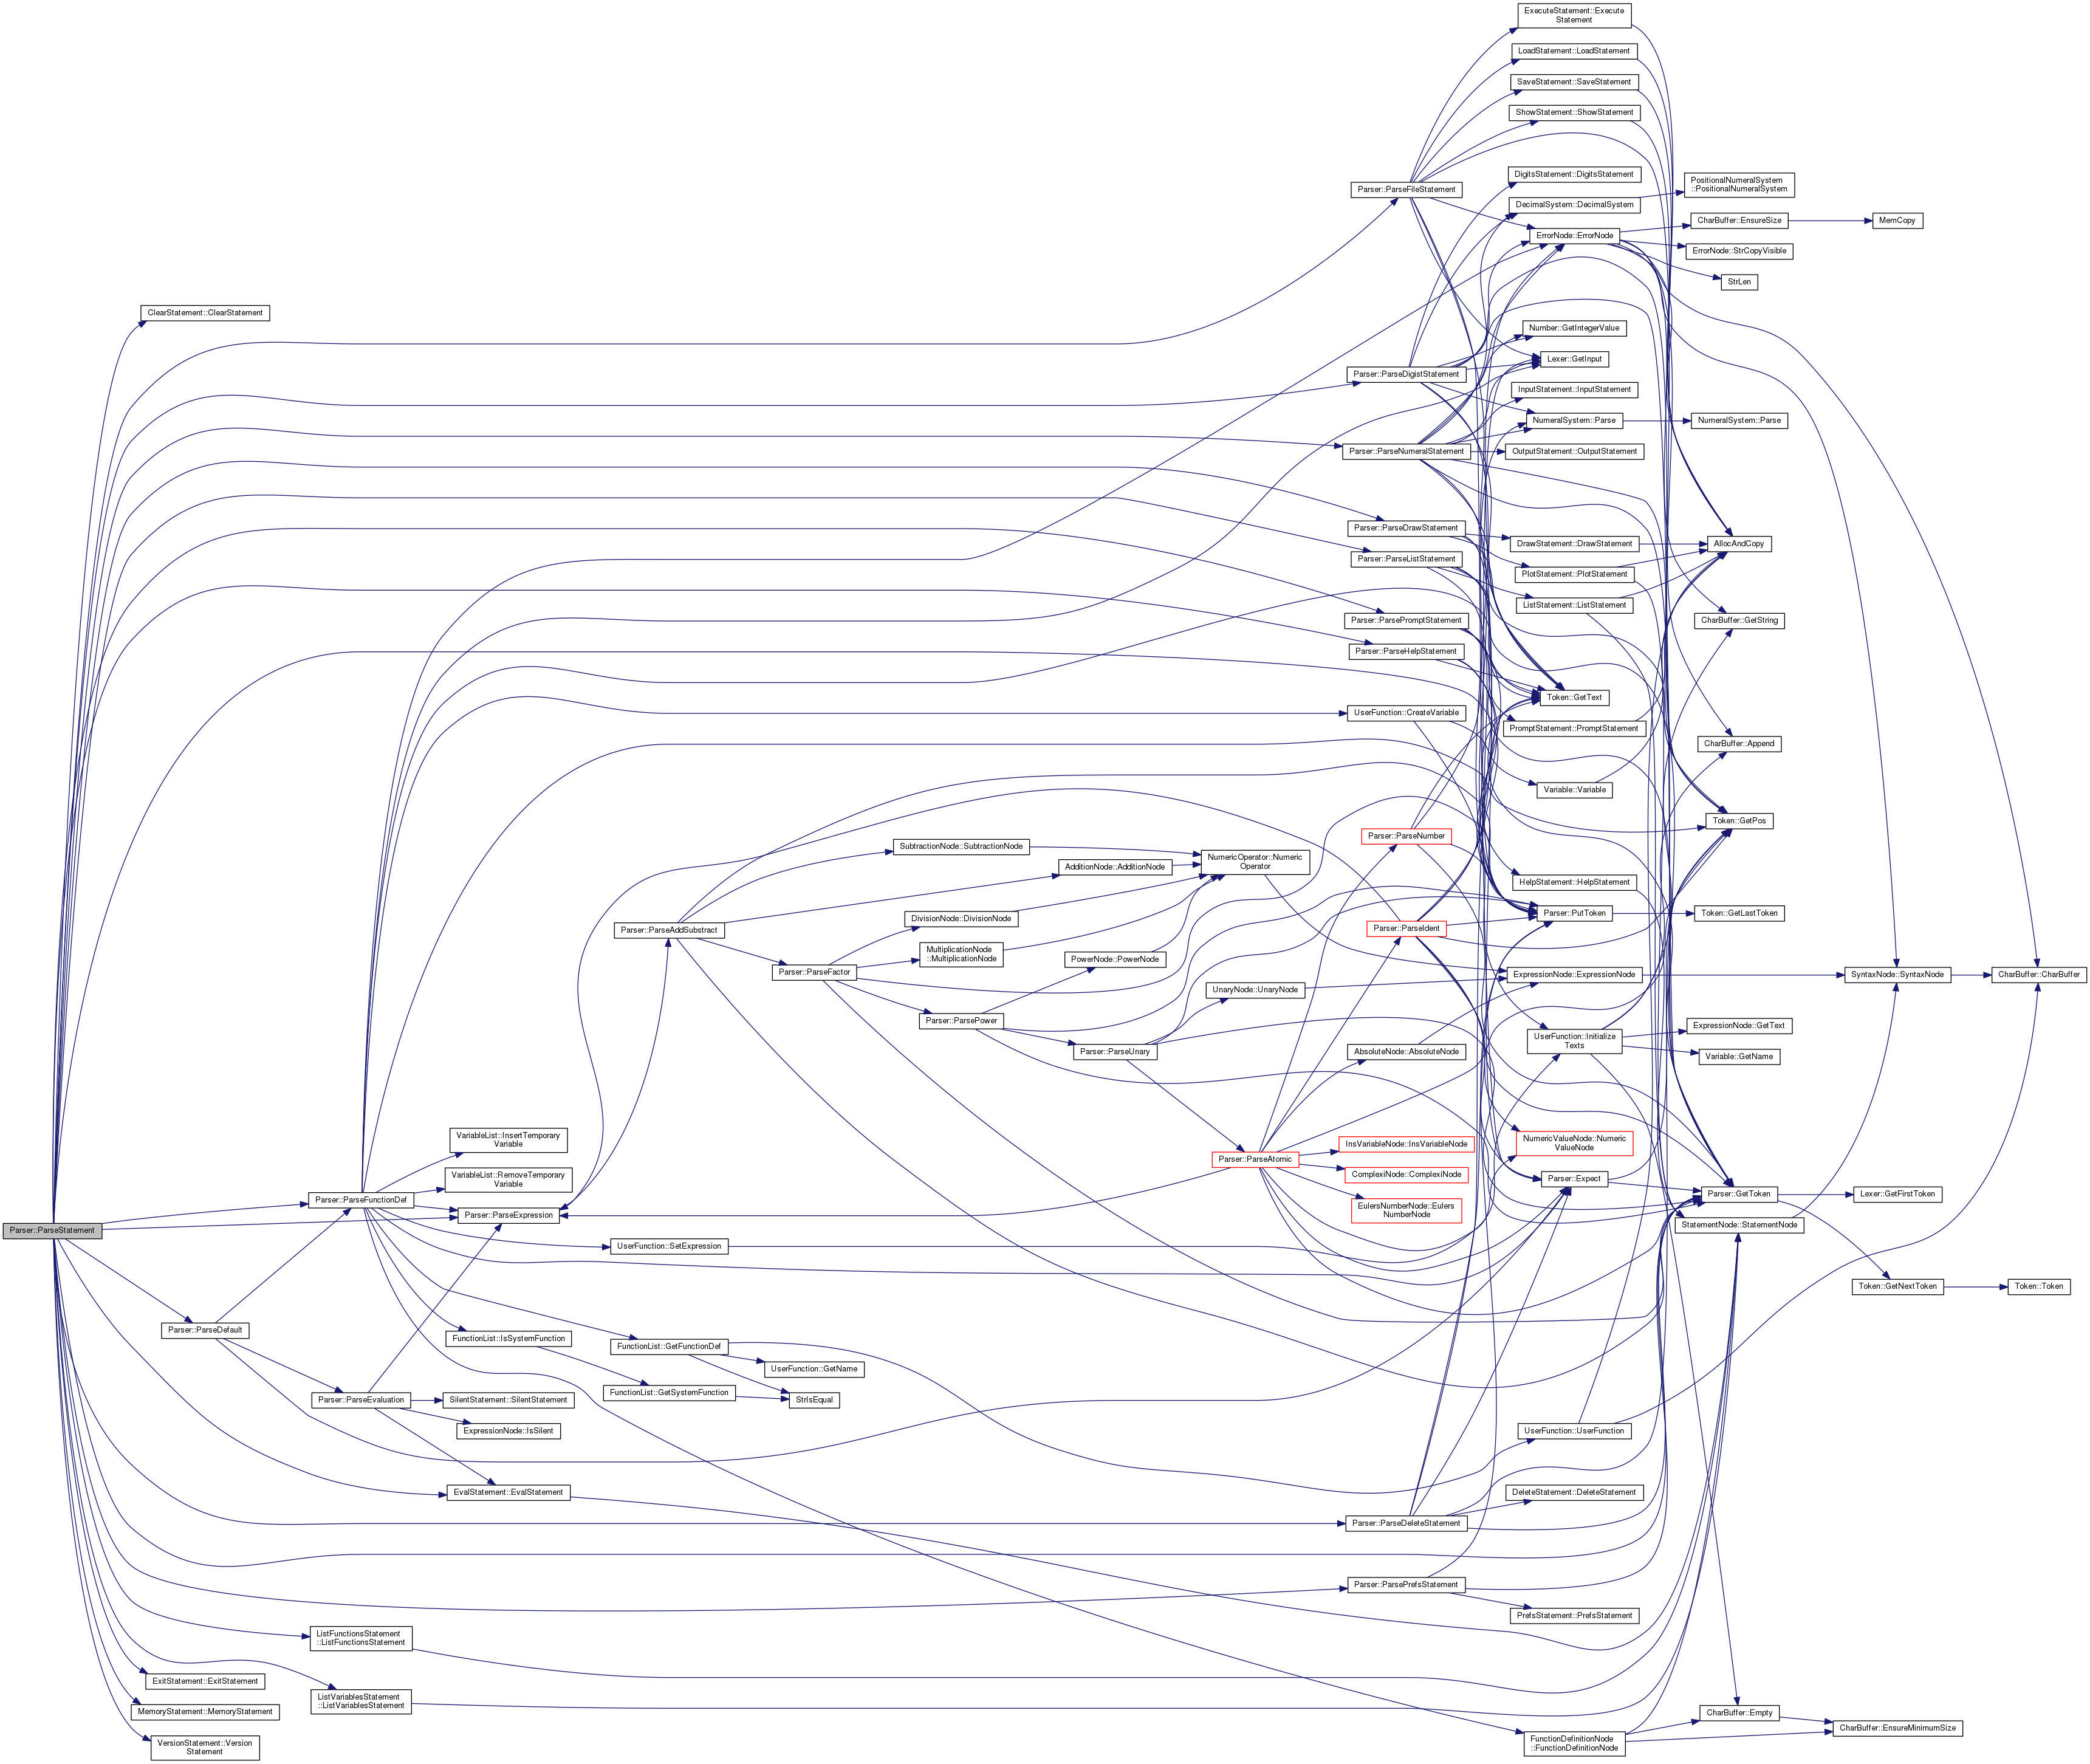 ExecuteStatement::Execute
Statement
LoadStatement::LoadStatement
SaveStatement::SaveStatement
ShowStatement::ShowStatement
DigitsStatement::DigitsStatement
PositionalNumeralSystem
::PositionalNumeralSystem
Parser::ParseFileStatement
DecimalSystem::DecimalSystem
CharBuffer::EnsureSize
MemCopy
ErrorNode::ErrorNode
ErrorNode::StrCopyVisible
StrLen
ClearStatement::ClearStatement
Number::GetIntegerValue
Lexer::GetInput
Parser::ParseDigistStatement
InputStatement::InputStatement
NumeralSystem::Parse
NumeralSystem::Parse
Parser::ParseNumeralStatement
OutputStatement::OutputStatement
Parser::ParseDrawStatement
DrawStatement::DrawStatement
AllocAndCopy
Parser::ParseListStatement
PlotStatement::PlotStatement
ListStatement::ListStatement
Parser::ParsePromptStatement
CharBuffer::GetString
Parser::ParseHelpStatement
Token::GetText
UserFunction::CreateVariable
PromptStatement::PromptStatement
CharBuffer::Append
Variable::Variable
Token::GetPos
Parser::ParseNumber
SubtractionNode::SubtractionNode
NumericOperator::Numeric
Operator
AdditionNode::AdditionNode
HelpStatement::HelpStatement
DivisionNode::DivisionNode
Parser::PutToken
Token::GetLastToken
Parser::ParseAddSubstract
Parser::ParseIdent
MultiplicationNode
::MultiplicationNode
PowerNode::PowerNode
Parser::ParseFactor
ExpressionNode::ExpressionNode
SyntaxNode::SyntaxNode
CharBuffer::CharBuffer
UnaryNode::UnaryNode
Parser::ParsePower
ExpressionNode::GetText
UserFunction::Initialize
Texts
Parser::ParseUnary
AbsoluteNode::AbsoluteNode
Variable::GetName
VariableList::InsertTemporary
Variable
InsVariableNode::InsVariableNode
NumericValueNode::Numeric
ValueNode
Parser::ParseAtomic
ComplexiNode::ComplexiNode
VariableList::RemoveTemporary
Variable
Parser::Expect
Parser::GetToken
Lexer::GetFirstToken
Parser::ParseFunctionDef
Parser::ParseExpression
EulersNumberNode::Eulers
NumberNode
Parser::ParseStatement
StatementNode::StatementNode
UserFunction::SetExpression
Token::GetNextToken
Token::Token
Parser::ParseDefault
FunctionList::IsSystemFunction
FunctionList::GetFunctionDef
UserFunction::GetName
FunctionList::GetSystemFunction
StrIsEqual
Parser::ParseEvaluation
SilentStatement::SilentStatement
ExpressionNode::IsSilent
UserFunction::UserFunction
EvalStatement::EvalStatement
DeleteStatement::DeleteStatement
Parser::ParseDeleteStatement
Parser::ParsePrefsStatement
PrefsStatement::PrefsStatement
ListFunctionsStatement
::ListFunctionsStatement
ExitStatement::ExitStatement
ListVariablesStatement
::ListVariablesStatement
MemoryStatement::MemoryStatement
CharBuffer::Empty
CharBuffer::EnsureMinimumSize
VersionStatement::Version
Statement
FunctionDefinitionNode
::FunctionDefinitionNode